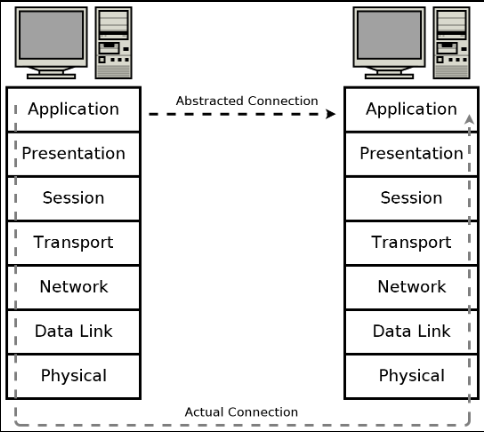 Abstracted Connection
Application
Presentation
Session
Transport
Network
Data Link
Physical
Application
Presentation
Session
Transport
Network
Data Link
Physical
Actual Connection